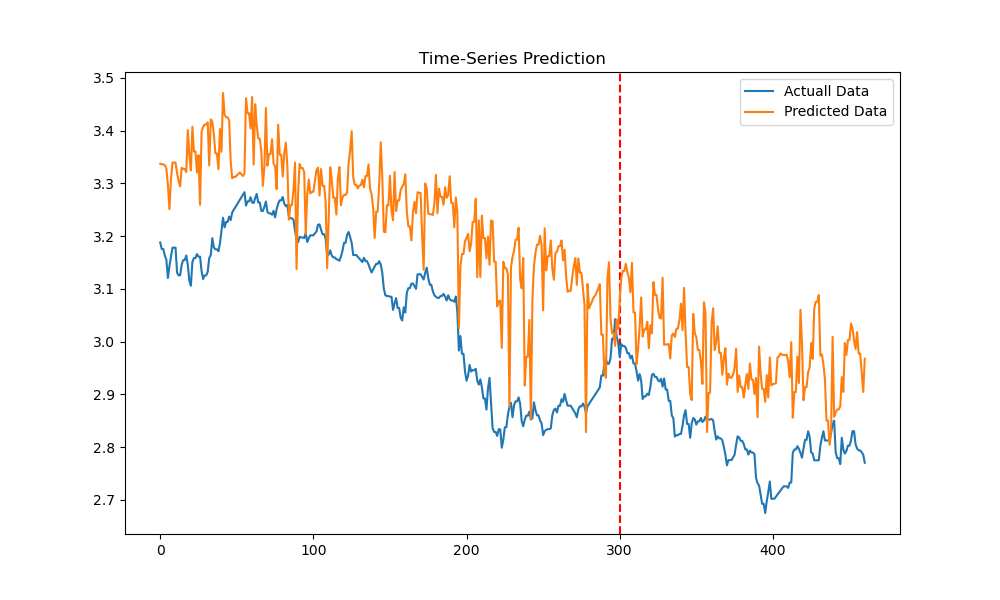 Time-Series Prediction
Actuall Data
Predicted Data
3.5
3.4
3.3
3.2
3.1
3.0
2.9
2.8
2.7
0 100 200 300 400